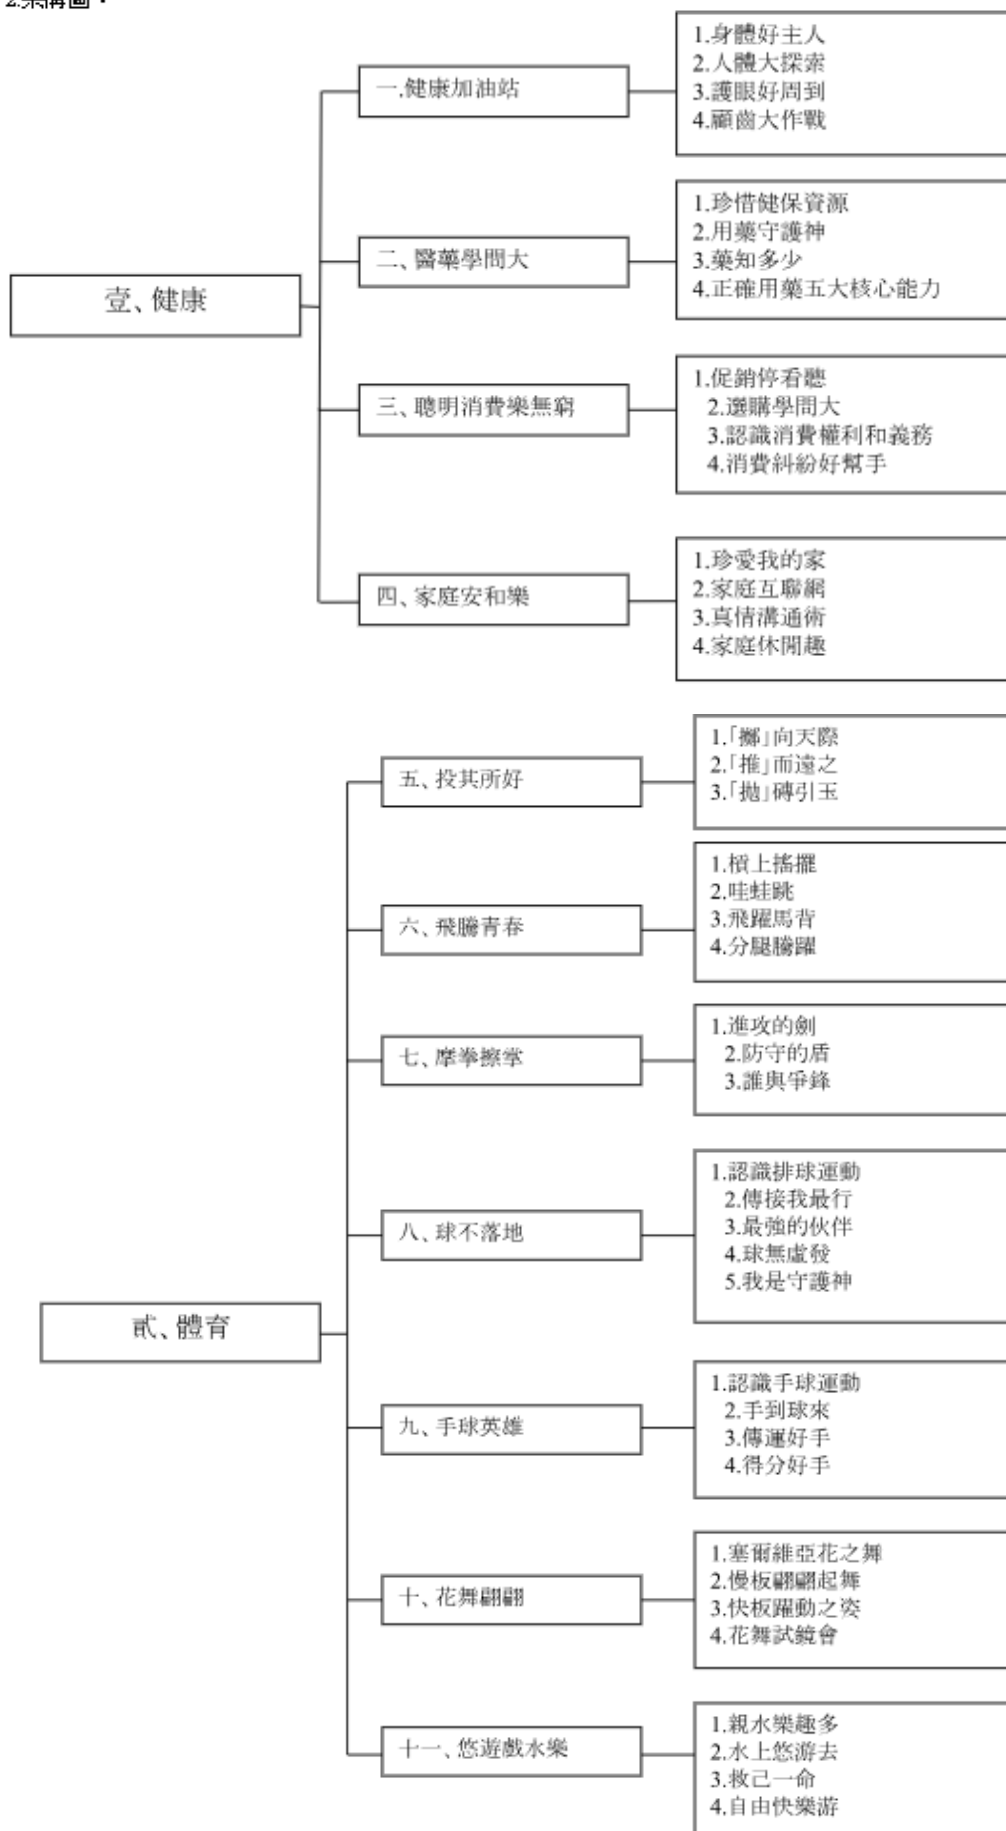 壹、健康
一.健康加油站
1.身體好主人
2.人體大探索
3.護眼好周到
4.顧齒大作戰
二、醫藥學問大
1.珍惜健保資源
2.用藥守護神
3.藥知多少
4.正確用藥五大核心能力
三、聰明消費樂無窮
1.促銷停看聽
2.選購學問大
3.認識消費權利和義務
4.消費糾紛好幫手
四、家庭安和樂
1.珍愛我的家
2.家庭互聯網
3.真情溝通術
4.家庭休閒趣
貳、體育
五、投其所好
1.「擲」向天際
2.「推」而遠之
3.「拋」磚引玉
六、飛騰青春
1.槓上搖擺
2.哇蛙跳
3.飛躍馬背
4.分腿騰躍
七、摩拳擦掌
1.進攻的劍
2.防守的盾
3.誰與爭鋒
八、球不落地
1.認識排球運動
2.傳接我最行
3.最強的伙伴
4.球無虛發
5.我是守護神
九、手球英雄
1.認識手球運動
2.手到球來
3.傳運好手
4.得分好手
十、花舞翩翩
1.塞爾維亞花之舞
2.慢板翩翩起舞
3.快板躍動之姿
4.花舞試鏡會
十一、悠遊戲水樂
1.親水樂趣多
2.水上悠游去
3.救己一命
4.自由快樂游